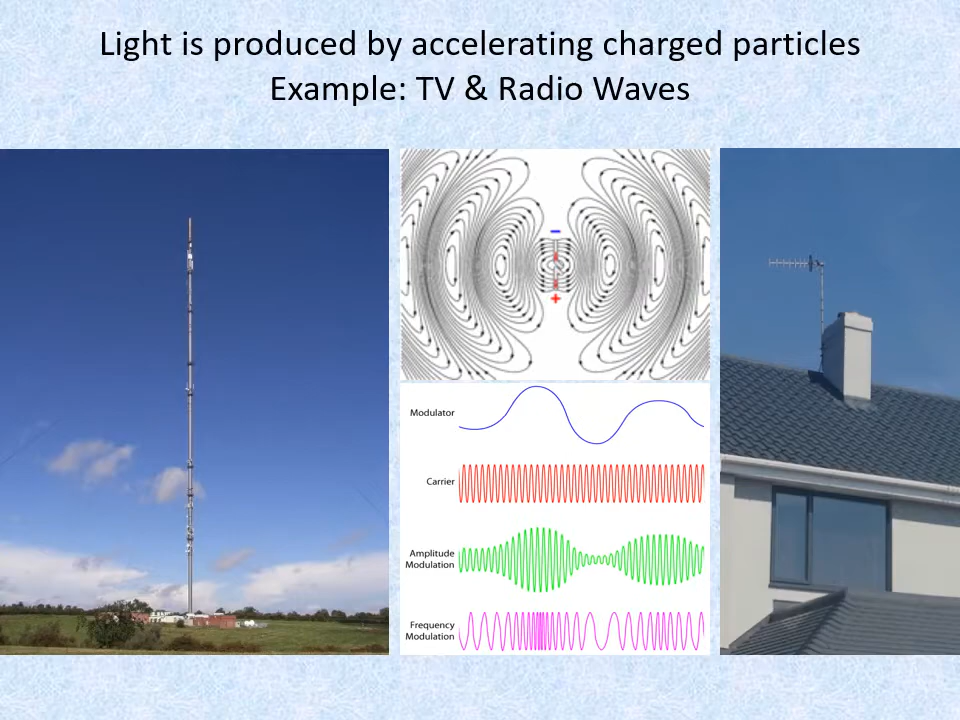 Light is produced by accelerating charged particles
Example: TV & Radio Waves
−
+
Modulator
Carrier
Amplitude
Modulation
Frequency
Modulation